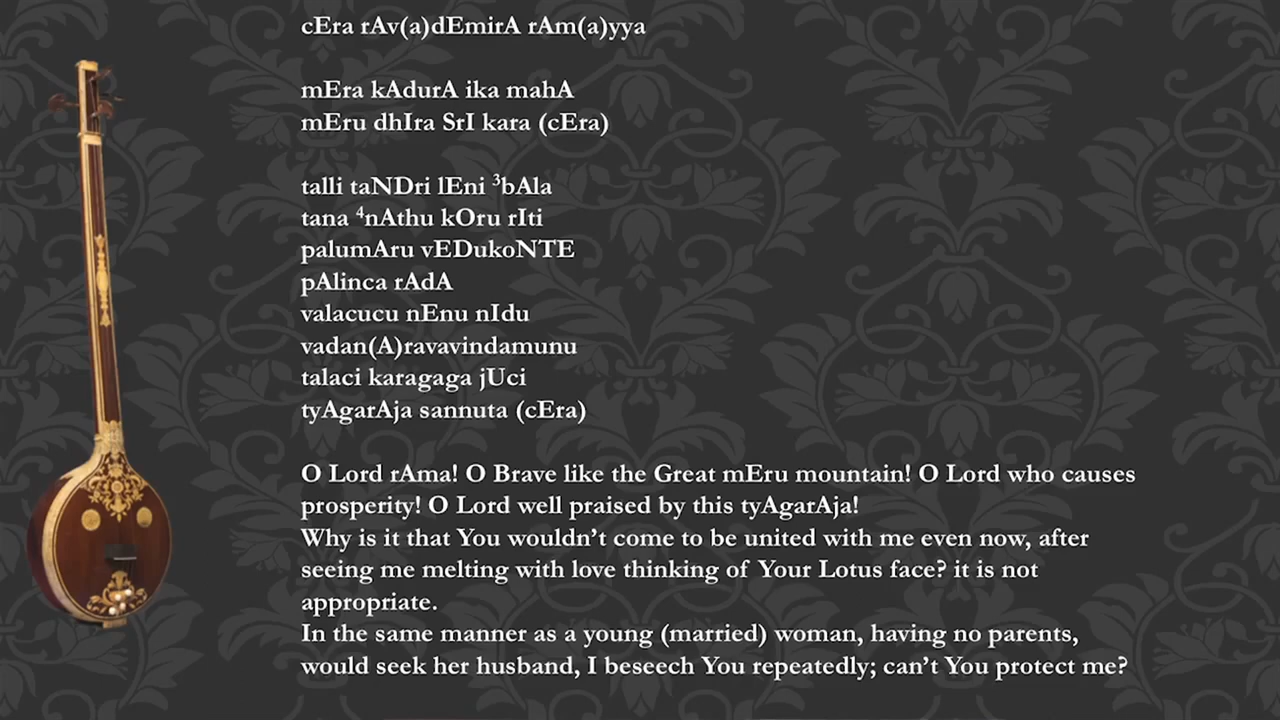 cEra rAv(a)dEmirA rAm(a)yya
mEra kAdurA ika mahA
mEru dhIra SrI kara (cEra)
talli taNDri lEni ³bAla
tana ⁴nAthu kOru rIti
palumAru vEDukoNTE
pAlinca rAdA
valacucu nEnu nIdu
vadan(A)ravavindamunu
talaci karagaga jUci
tyAgarAja sannuta (cEra)
O Lord rAma! O Brave like the Great mEru mountain! O Lord who causes
prosperity! O Lord well praised by this tyAgarAja!
Why is it that You wouldn’t come to be united with me even now, after
seeing me melting with love thinking of Your Lotus face? it is not
appropriate.
In the same manner as a young (married) woman, having no parents,
would seek her husband, I beseech You repeatedly; can’t You protect me?